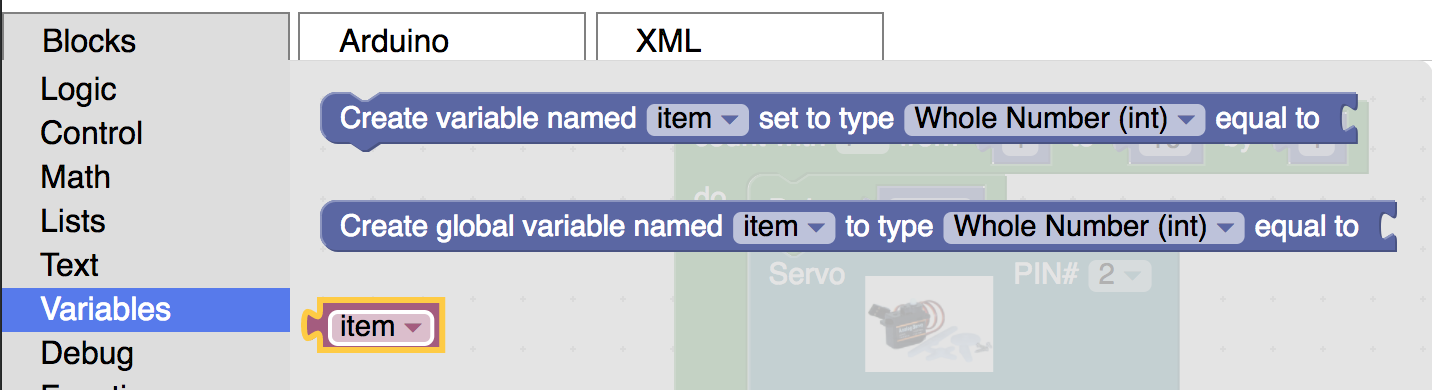 Blocks
Arduino
XML
Logic
Control
Math
Lists
Text
Variables
Debug
Create variable named item set to type Whole Number (int) equal to
Create global variable named item to type Whole Number (int) equal to
do
Servo PIN# 2
item